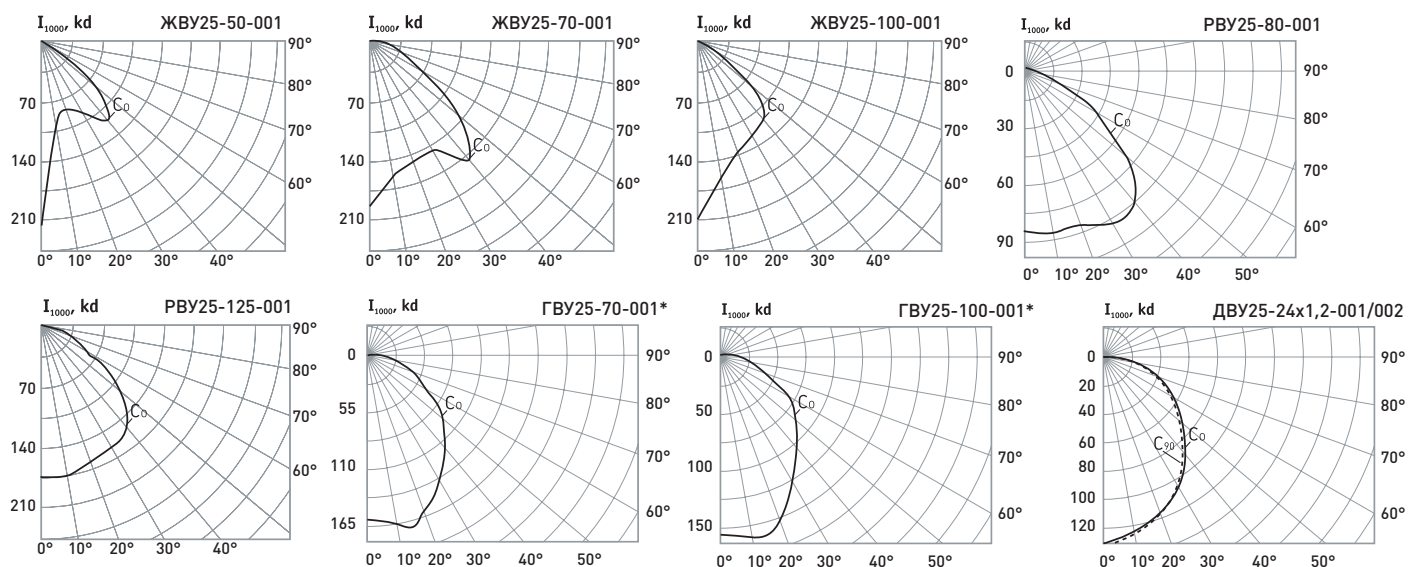 I1000, kd ЖВУ25-50-001
90°
80°
70
70°
140
60°
210
0° 10° 20° 30° 40°
C0
I1000, kd ЖВУ25-70-001
90°
80°
70
70°
140
60°
210
0° 10° 20° 30° 40°
C0
I1000, kd ЖВУ25-100-001
90°
80°
70
70°
140
60°
210
0° 10° 20° 30° 40°
C0
I1000, kd РВУ25-80-001
0 90°
80°
30
70°
60
60°
90
0° 10° 20° 30° 40° 50°
C0
I1000, kd РВУ25-125-001
90°
80°
70
70°
140
60°
210
0° 10° 20° 30° 40°
C0
I1000, kd ГВУ25-70-001*
0 90°
80°
55
70°
110
60°
165
0° 10° 20° 30° 50°
C0
I1000, kd ГВУ25-100-001*
0 90°
80°
50
70°
100
60°
150
0° 10° 20° 30° 50°
C0
I1000, kd ДВУ25-24х1,2-001/002
0 90°
20
80°
40
60
70°
80
100
60°
120
0° 10° 20° 30° 50°
C90 C0